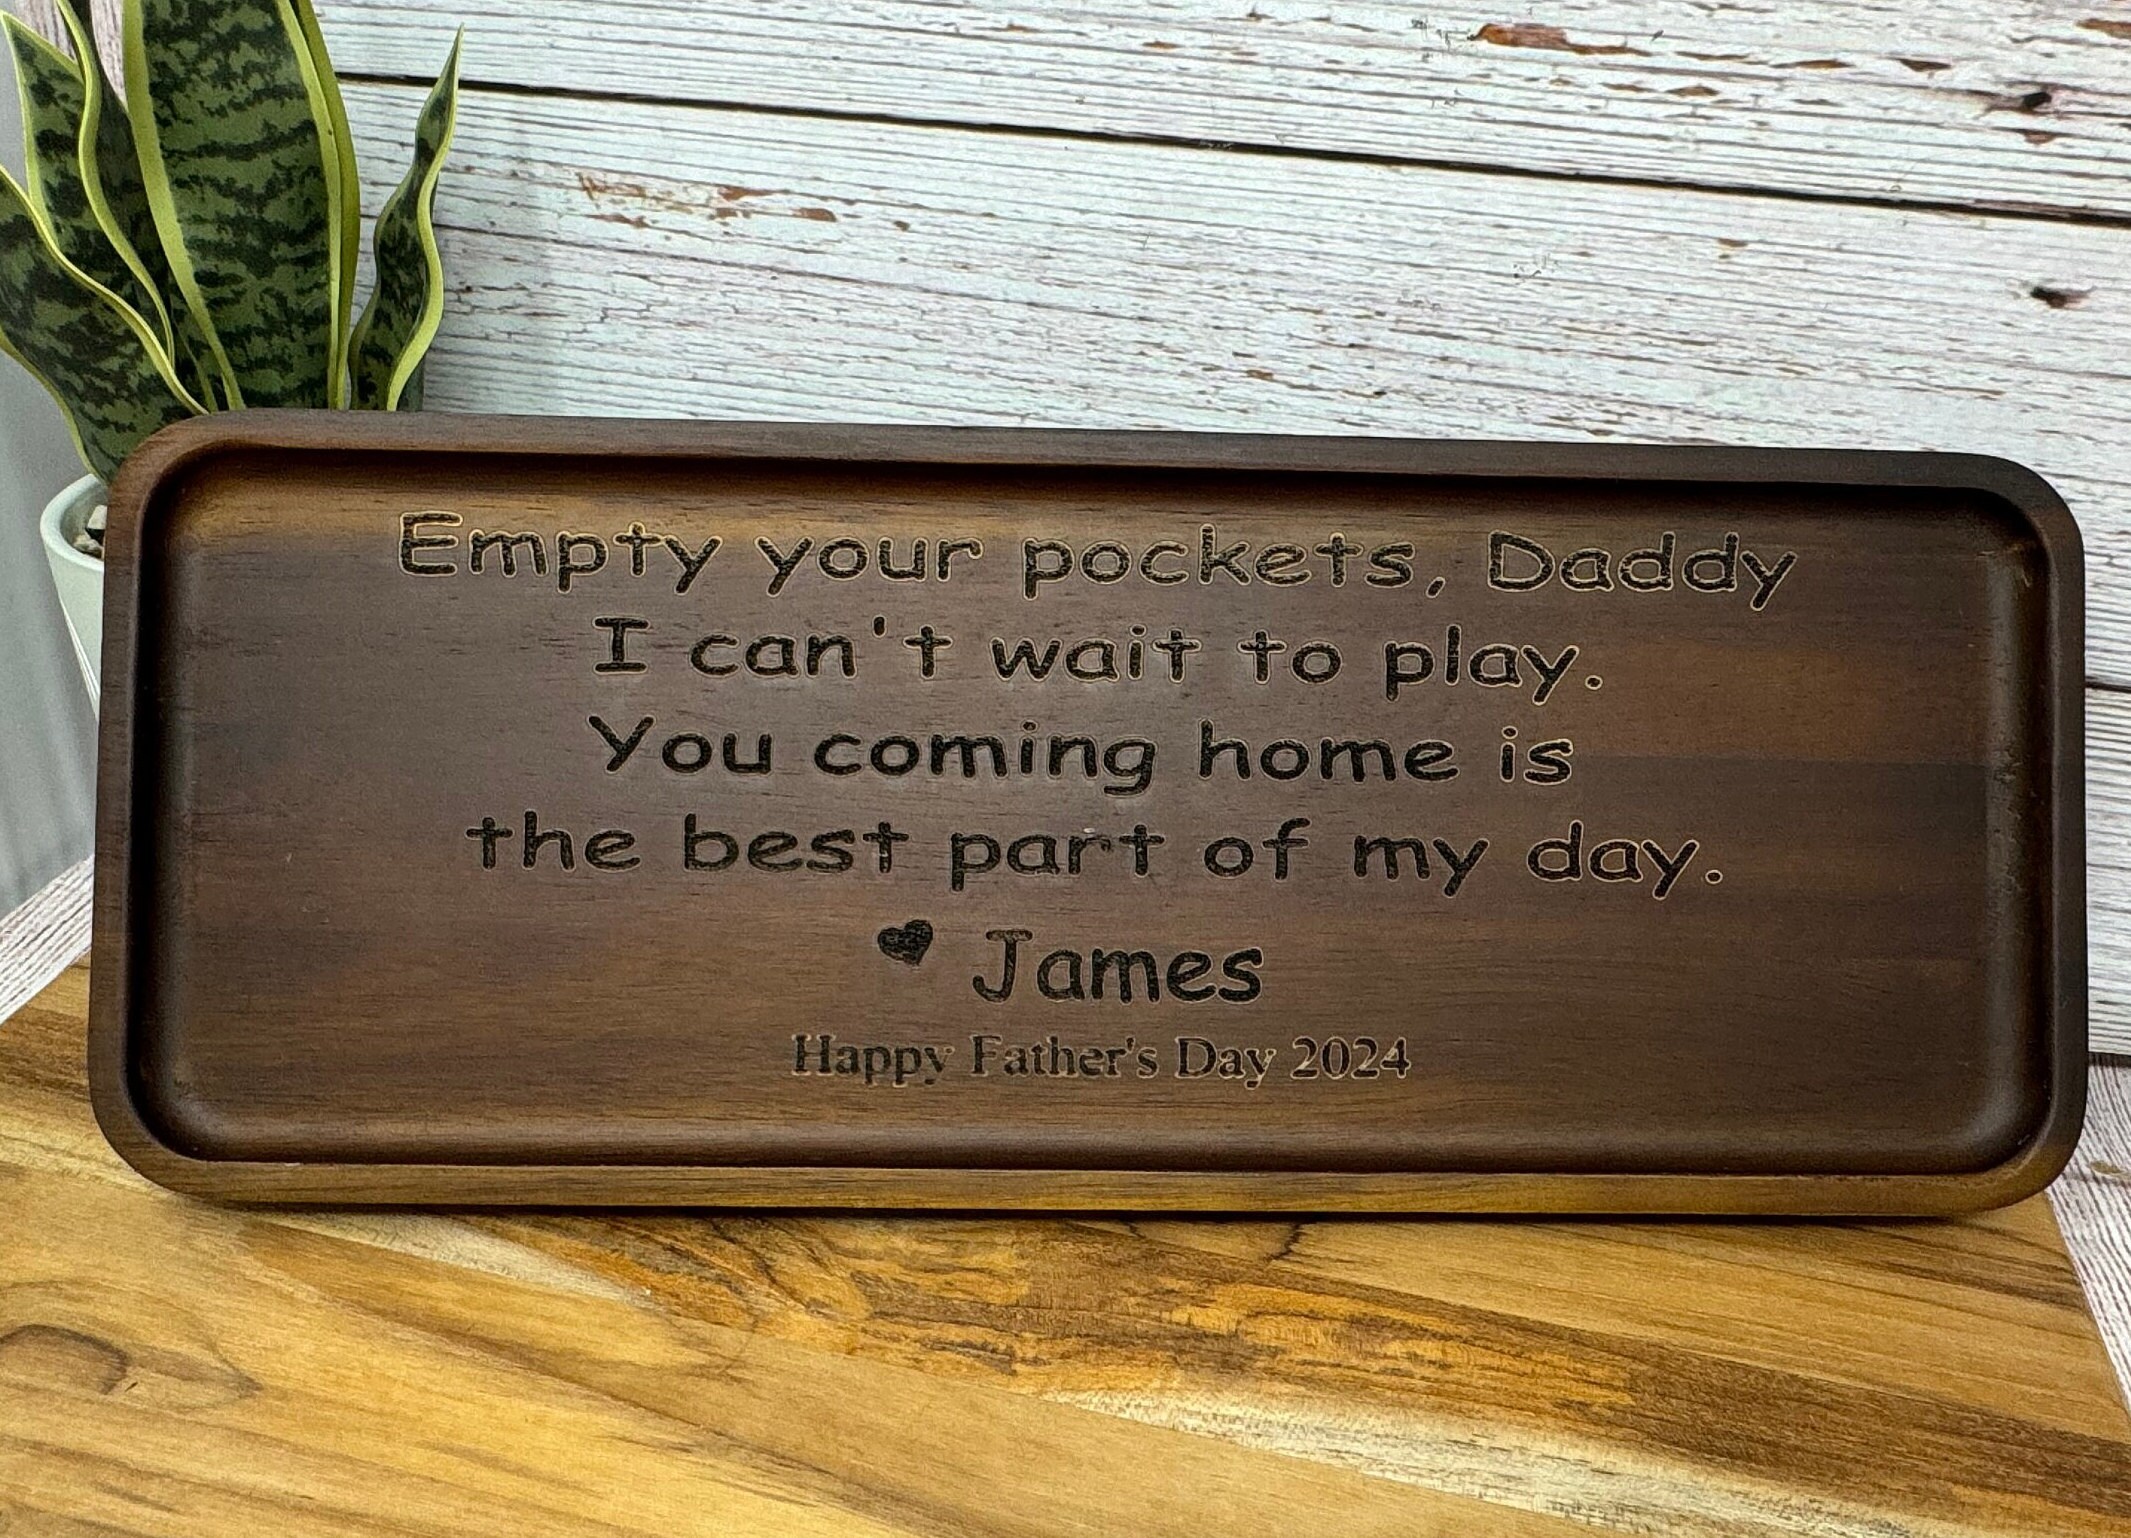 Empty your pockets, Daddy
I can't wait to play.
You coming home is
the best part of my day.
♥ James
Happy Father's Day 2024